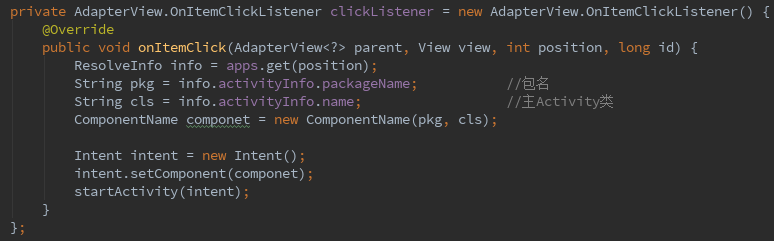 private AdapterView.OnItemClickListener clickListener = new AdapterView.OnItemClickListener() {
    @Override
    public void onItemClick(AdapterView<?> parent, View view, int position, long id) {
        ResolveInfo info = apps.get(position);
        String pkg = info.activityInfo.packageName;           //包名
        String cls = info.activityInfo.name;                  //主Activity类
        ComponentName componet = new ComponentName(pkg, cls);

        Intent intent = new Intent();
        intent.setComponent(componet);
        startActivity(intent);
    }
};